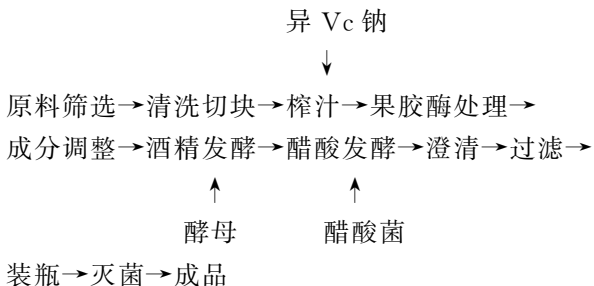 异 Vc 钠
↓
原料筛选→清洗切块→榨汁→果胶酶处理→
成分调整→酒精发酵→醋酸发酵→澄清→过滤→
↑ ↑
酵母 醋酸菌
装瓶→灭菌→成品